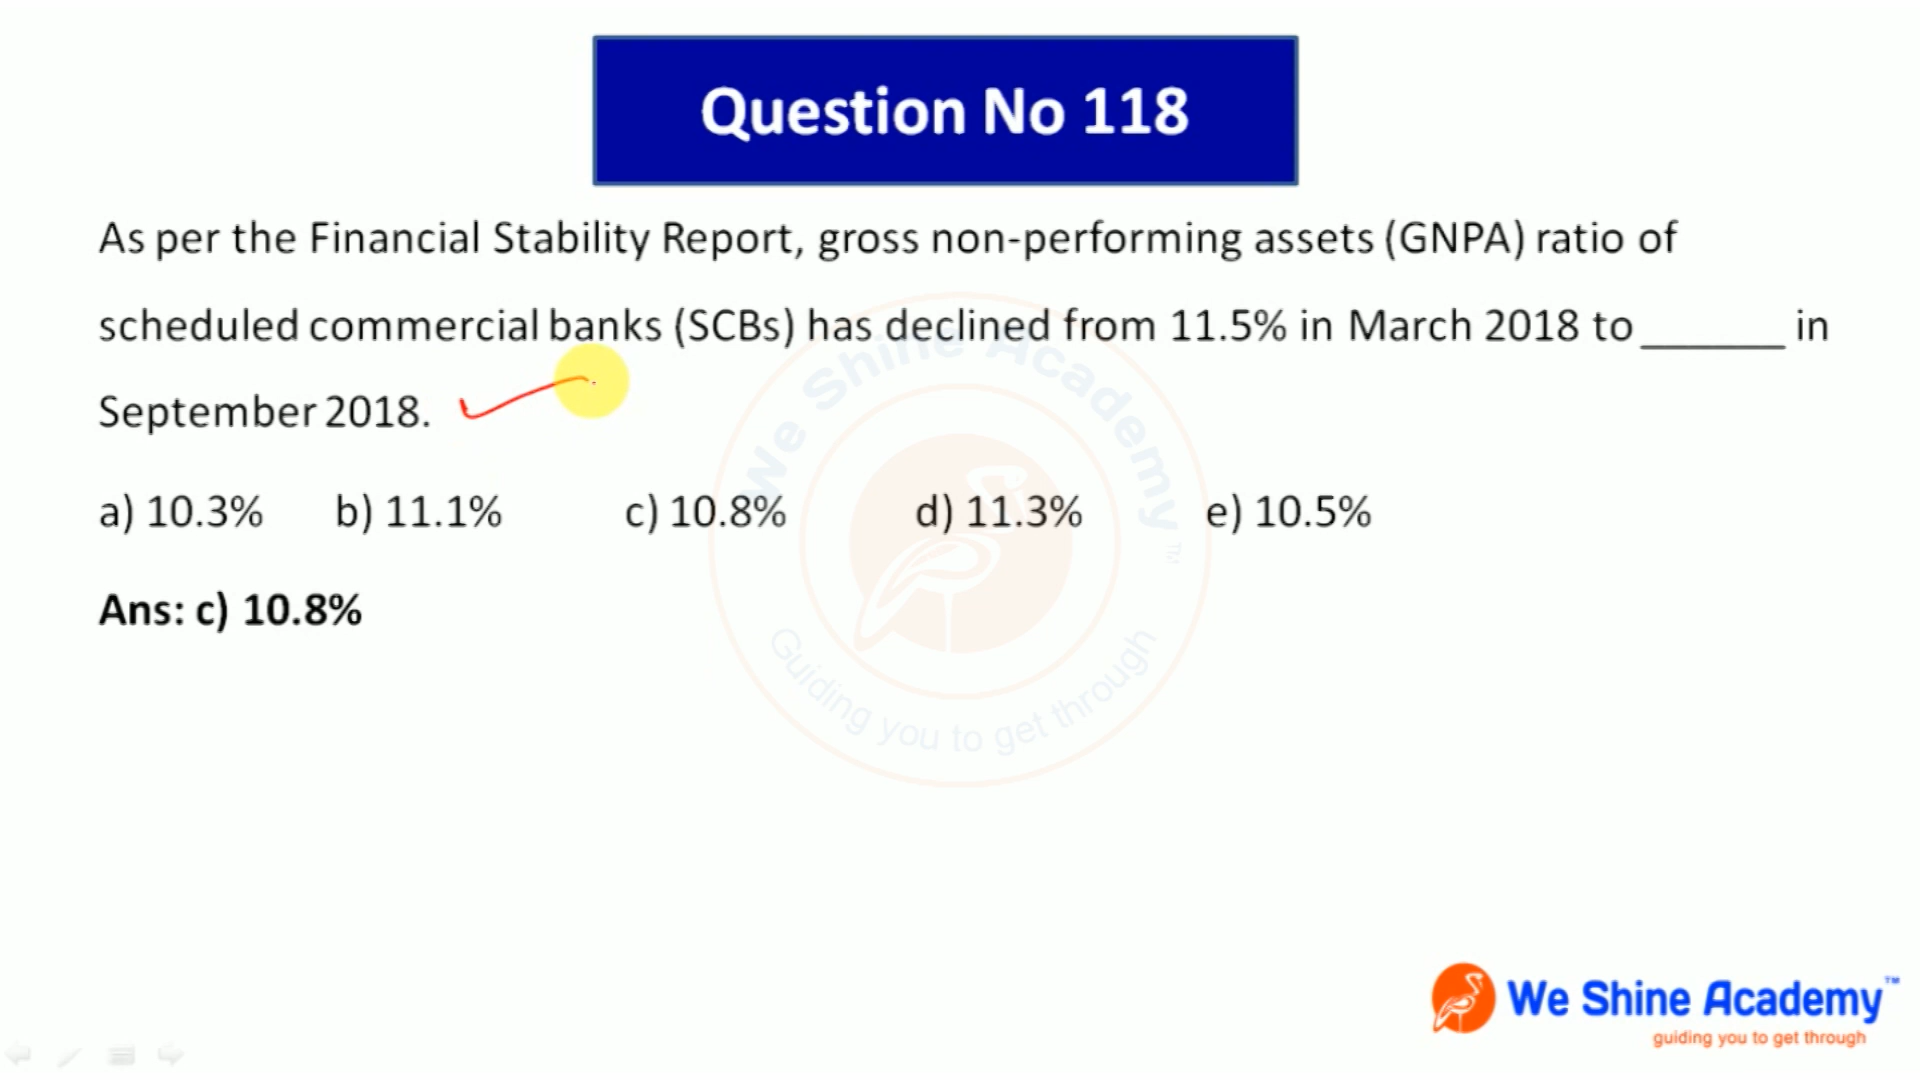 Question No 118
As per the Financial Stability Report, gross non-performing assets (GNPA) ratio of
scheduled commercial banks (SCBs) has declined from 11.5% in March 2018 to ______ in
September 2018.
a) 10.3% b) 11.1% c) 10.8% d) 11.3% e) 10.5%
Ans: c) 10.8%
We Shine Academy TM
Guiding you to get through
We Shine Academy™
guiding you to get through